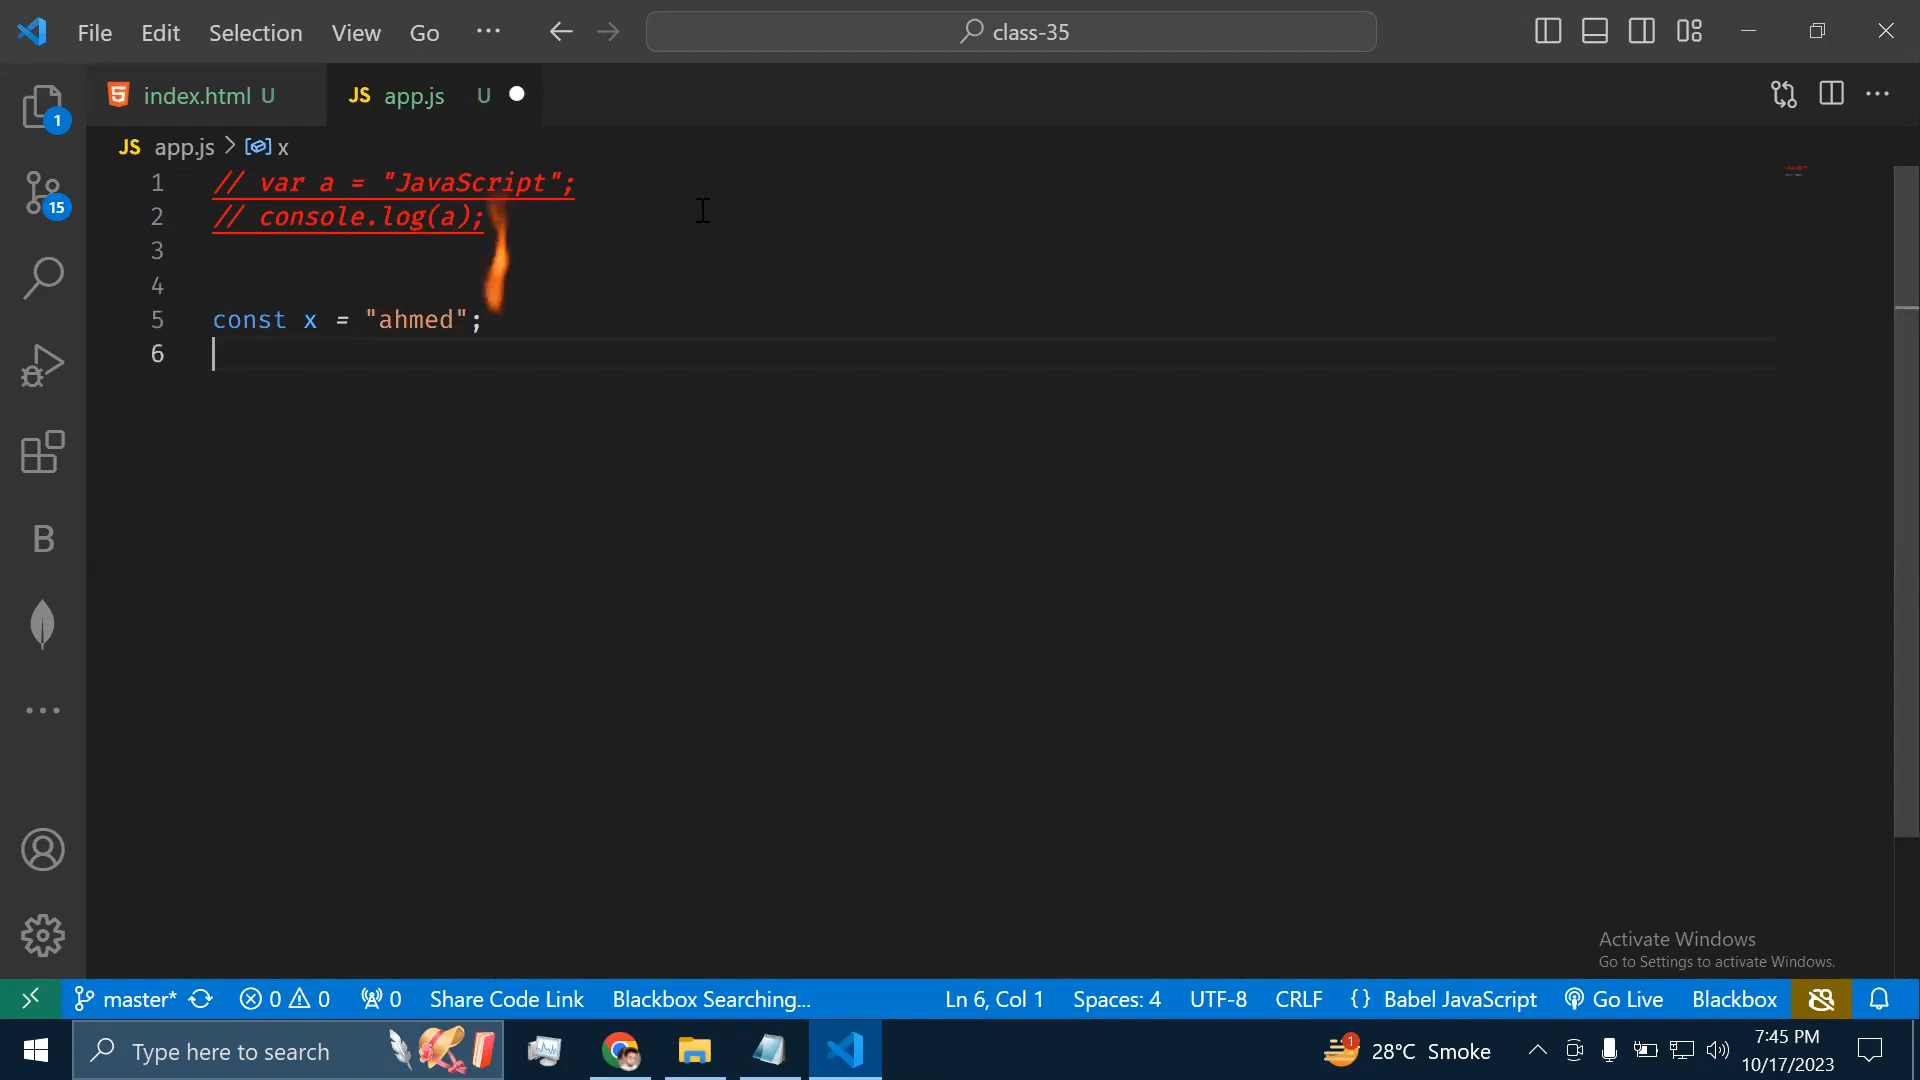 File Edit Selection View Go ··· class-35
index.html U JS app.js U
JS app.js > x
1 // var a = "JavaScript";
2 // console.log(a);
3
4
5 const x = "ahmed";
6
1
15
B
Activate Windows
Go to Settings to activate Windows.
master* 0 0 0 Share Code Link Blackbox Searching... Ln 6, Col 1 Spaces: 4 UTF-8 CRLF {} Babel JavaScript Go Live Blackbox
Type here to search 1 28°C Smoke 7:45 PM
10/17/2023